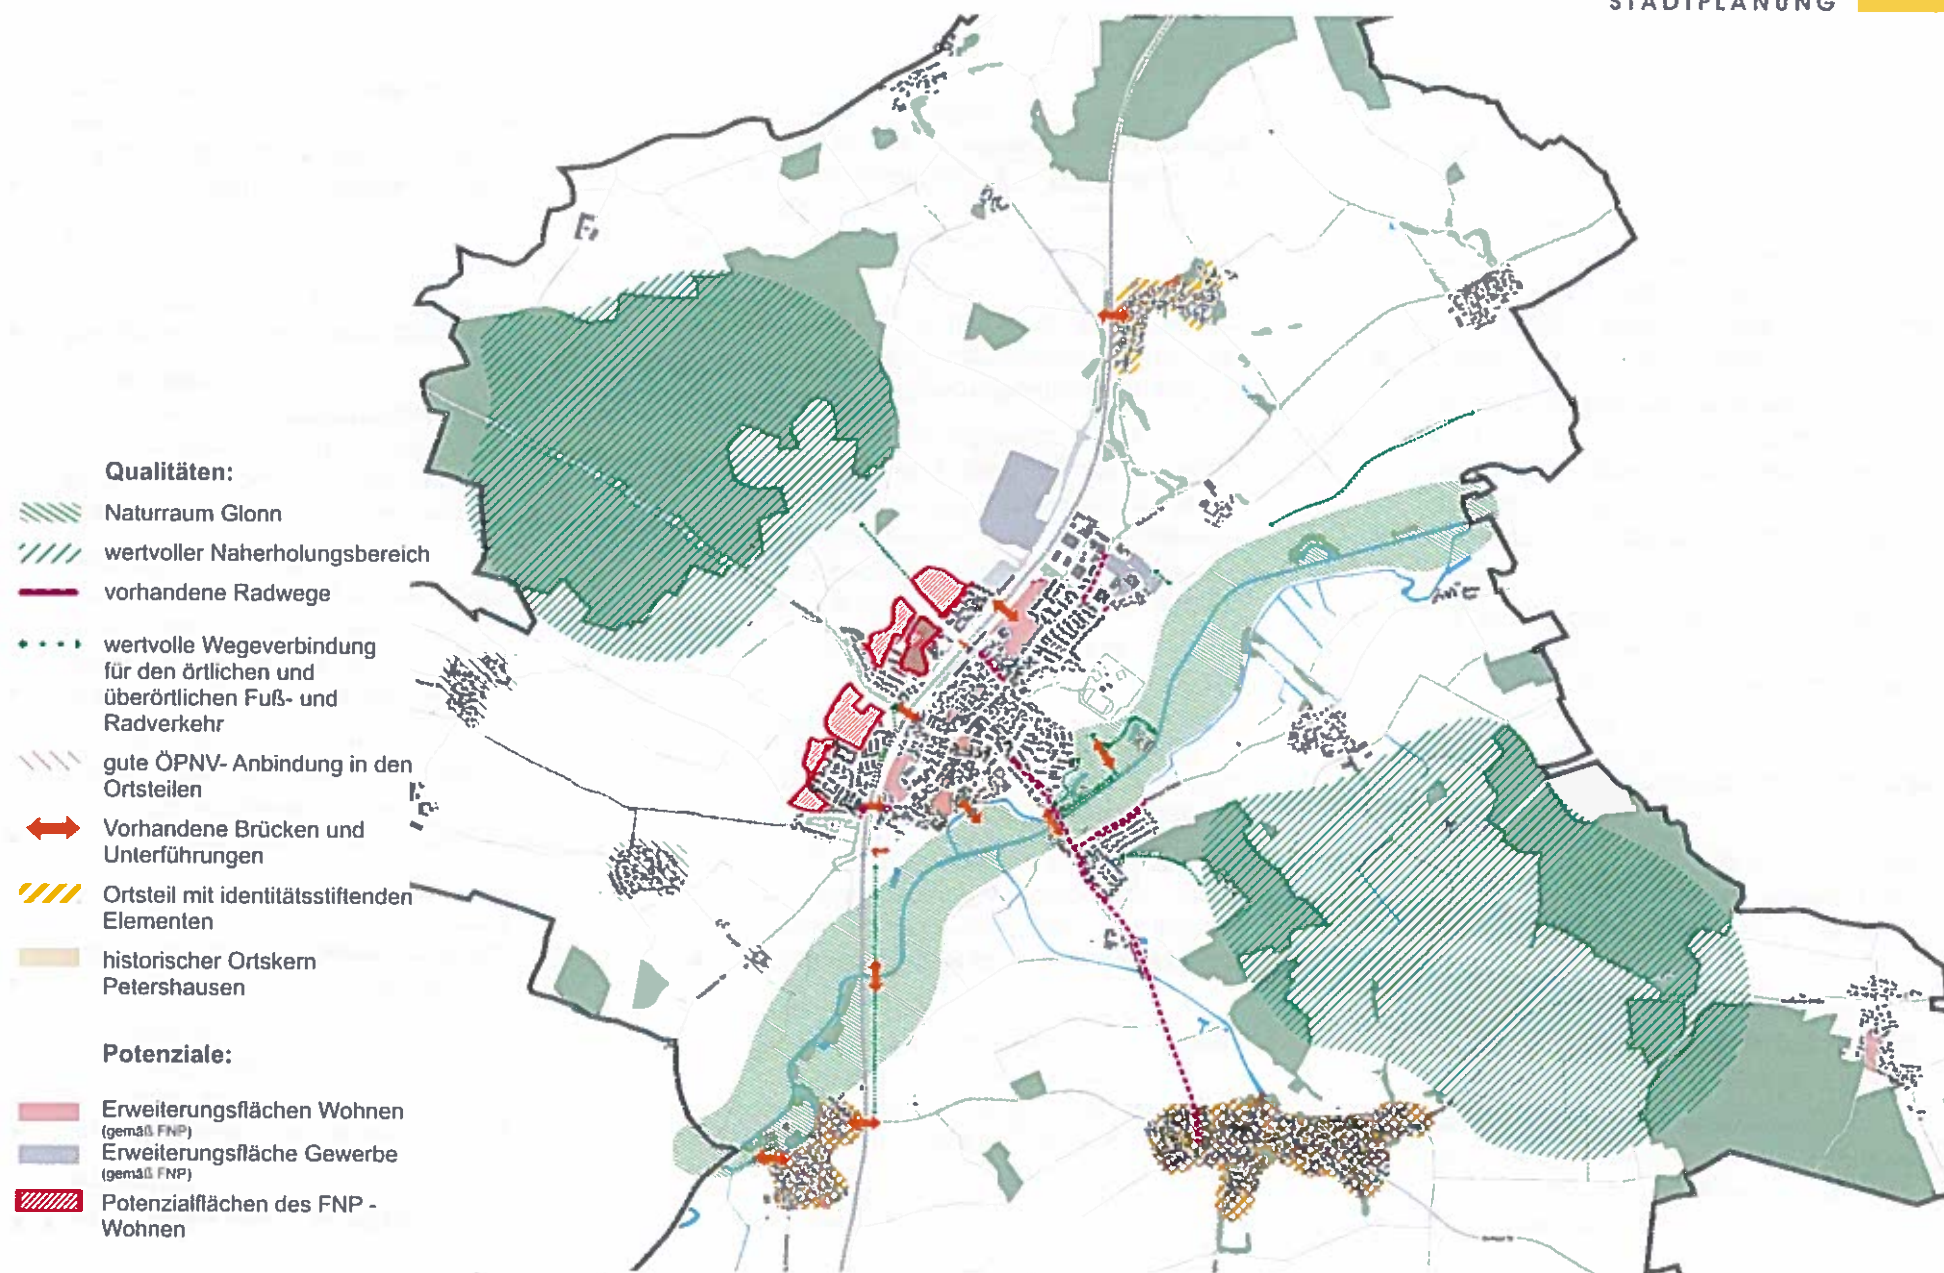 STADTPLANUNG
Qualitäten:
Naturraum Glonn
wertvoller Naherholungsbereich
vorhandene Radwege
wertvolle Wegeverbindung
für den örtlichen und
überörtlichen Fuß- und
Radverkehr
gute ÖPNV- Anbindung in den
Ortsteilen
Vorhandene Brücken und
Unterführungen
Ortsteil mit identitätsstiftenden
Elementen
historischer Ortskern
Petershausen
Potenziale:
Erweiterungsflächen Wohnen
(gemäß FNP)
Erweiterungsfläche Gewerbe
(gemäß FNP)
Potenzialflächen des FNP -
Wohnen